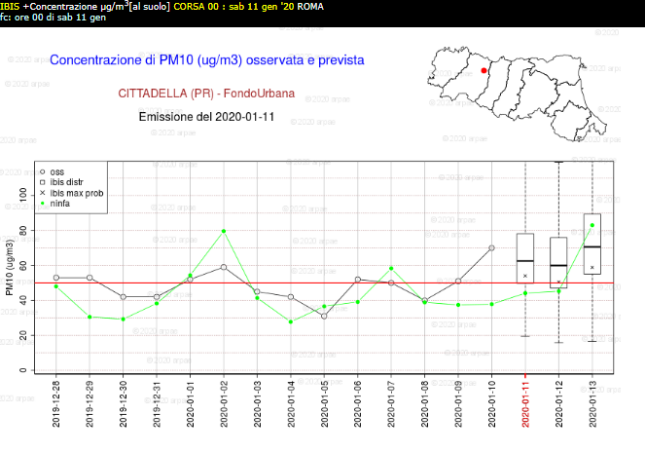 IBIS +Concentrazione µg/m3[al suolo] CORSA 00 : sab 11 gen '20 ROMA
fc: ore 00 di sab 11 gen
Concentrazione di PM10 (ug/m3) osservata e prevista
CITTADELLA (PR) - FondoUrbana
Emissione del 2020-01-11
oss
ibis distr
ibis max prob
ninfa
PM10 (ug/m3)
100
80
60
40
20
0
2019-12-28
2019-12-29
2019-12-30
2019-12-31
2020-01-01
2020-01-02
2020-01-03
2020-01-04
2020-01-05
2020-01-06
2020-01-07
2020-01-08
2020-01-09
2020-01-10
2020-01-11
2020-01-12
2020-01-13
©2020 arpae